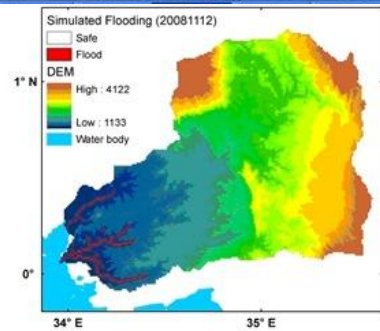 Simulated Flooding (20081112)
Safe
Flood
DEM
High : 4122
Low : 1133
Water body
1° N
0°
34° E
35° E